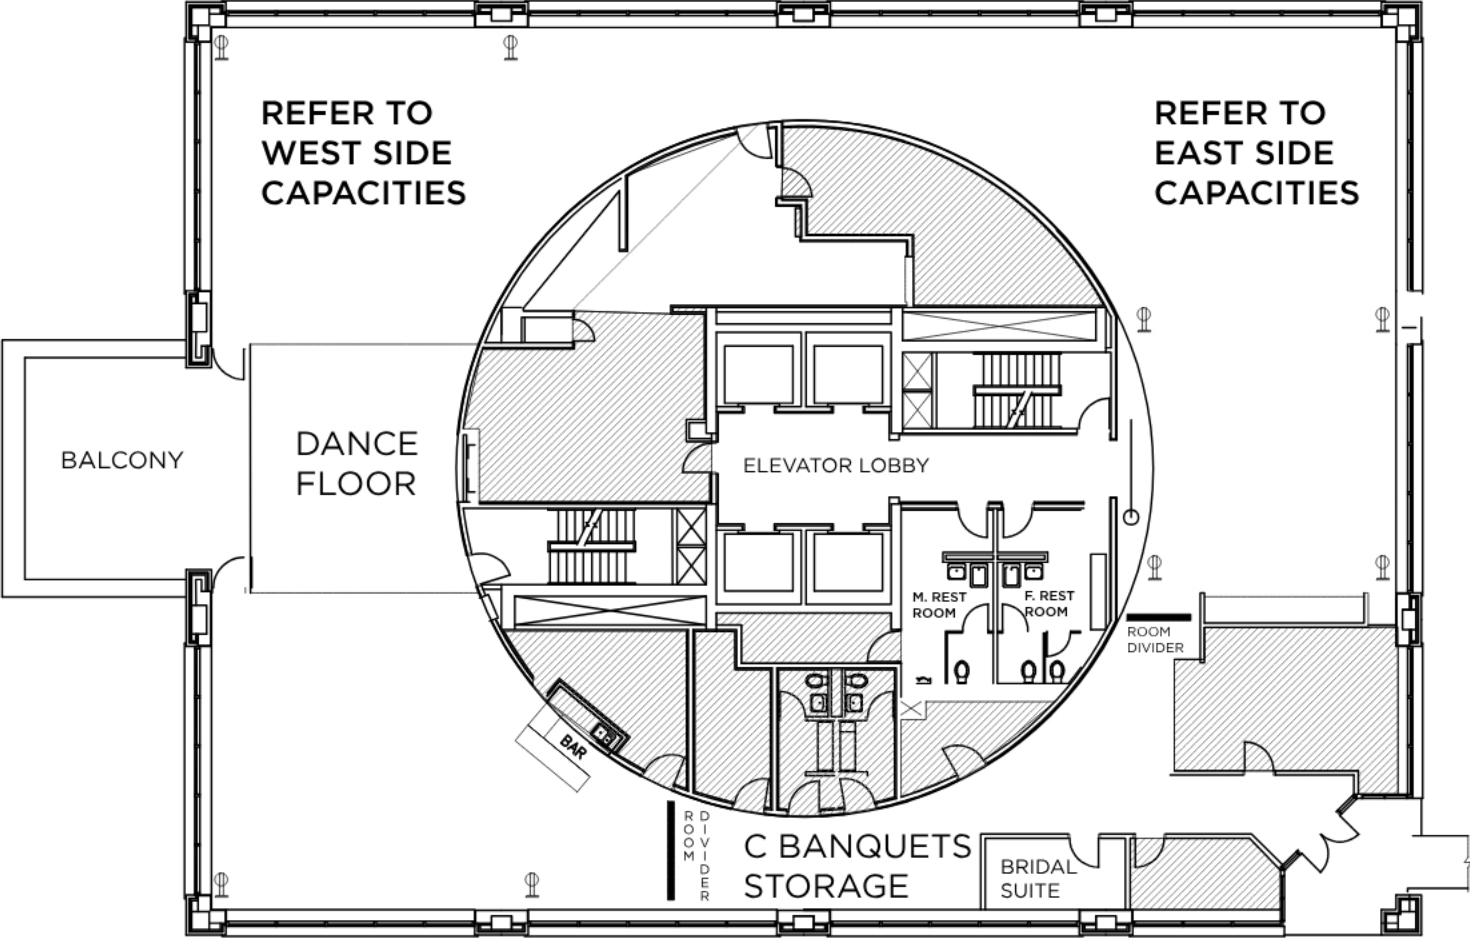 REFER TO
WEST SIDE
CAPACITIES
REFER TO
EAST SIDE
CAPACITIES
BALCONY
DANCE
FLOOR
ELEVATOR LOBBY
M. REST
ROOM
F. REST
ROOM
ROOM
DIVIDER
BAR
ROOM
DIVIDER
C BANQUETS
STORAGE
BRIDAL
SUITE